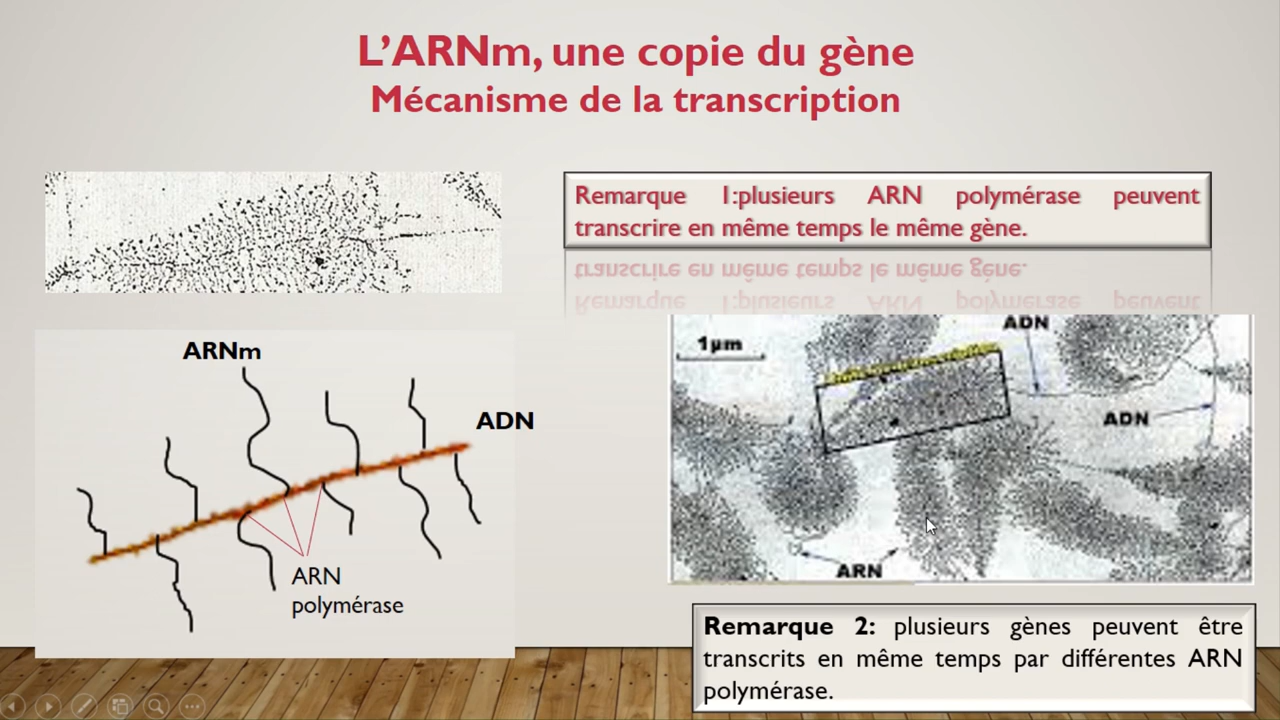 L’ARNm, une copie du gène
Mécanisme de la transcription
Remarque 1:plusieurs ARN polymérase peuvent
transcrire en même temps le même gène.
ARNm
ADN
ARN
polymérase
1µm
ADN
ADN
ARN
Remarque 2: plusieurs gènes peuvent être
transcrits en même temps par différentes ARN
polymérase.